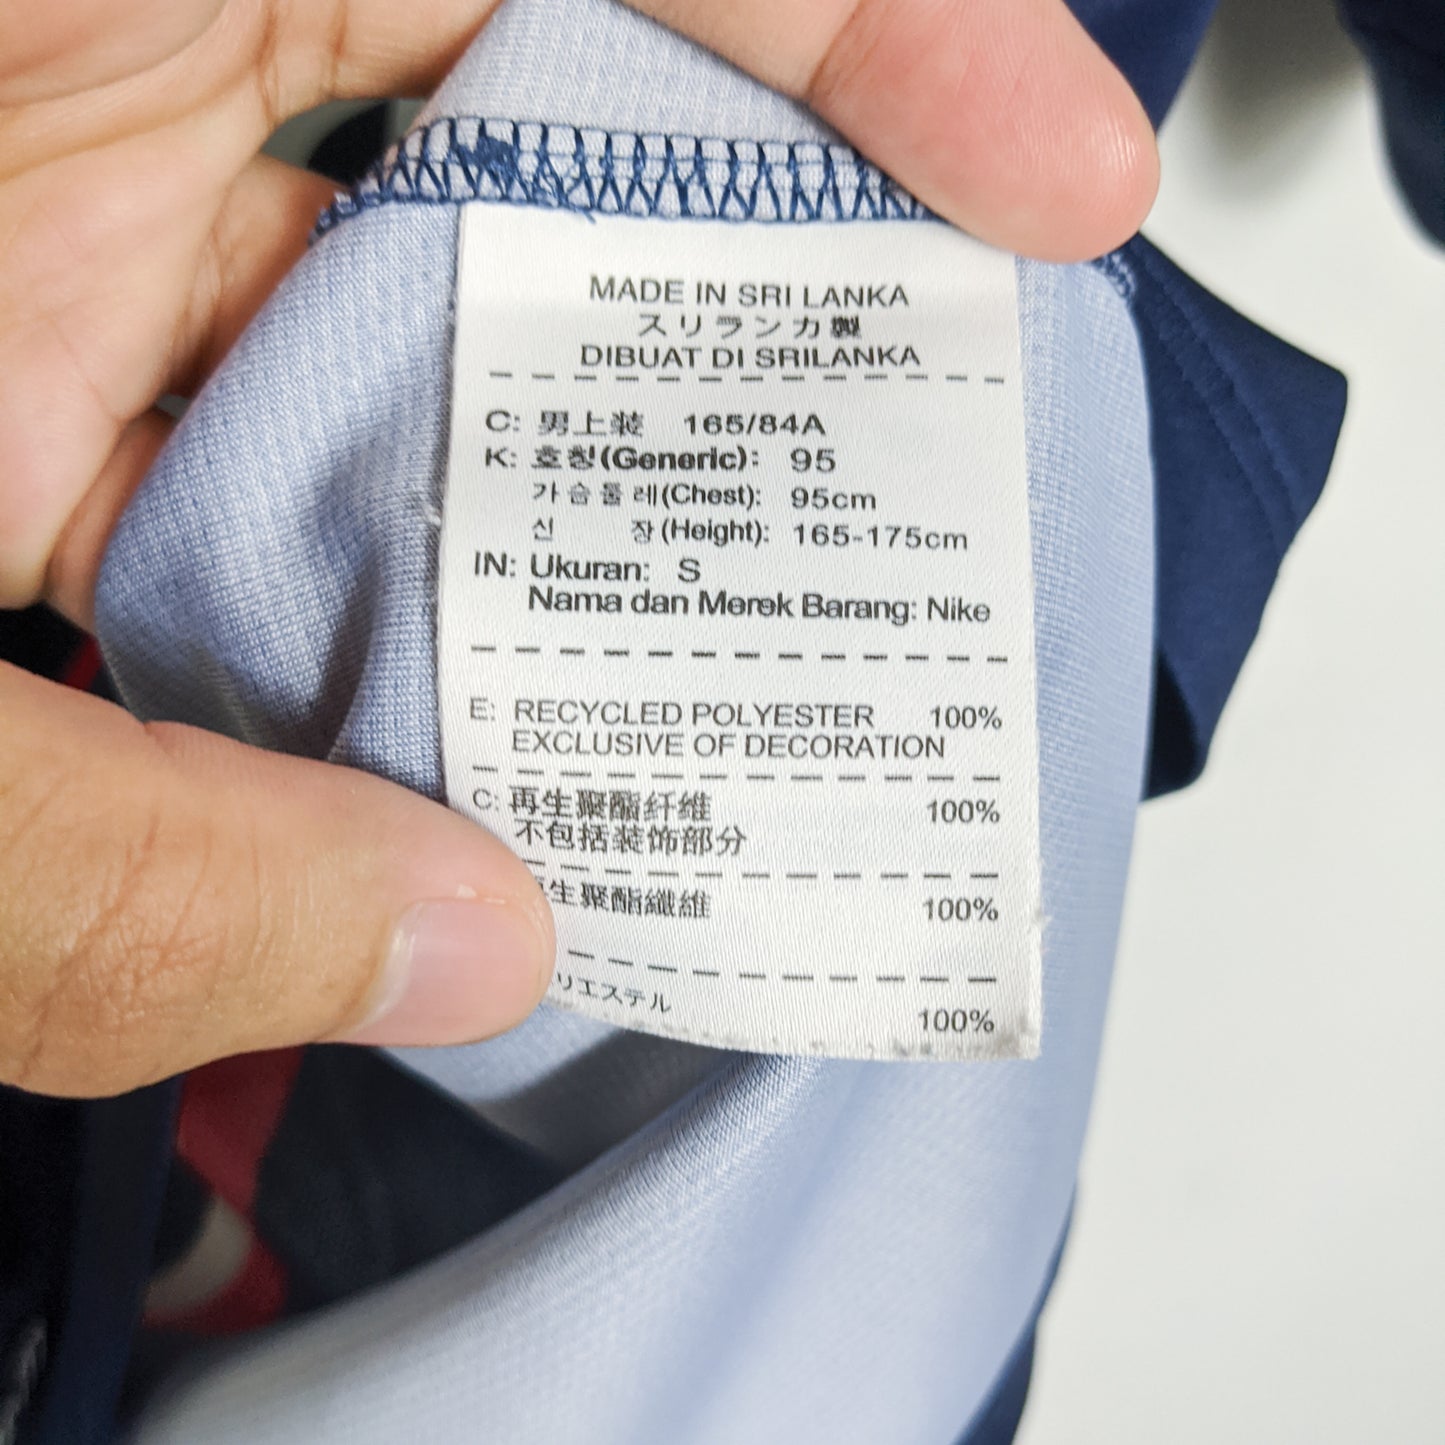 MADE IN SRI LANKA
スリランカ製
DIBUAT DI SRILANKA
C: 男上装 165/84A
K: 호칭(Generic): 95
가슴둘레(Chest): 95cm
신 장(Height): 165-175cm
IN: Ukuran: S
Nama dan Merek Barang: Nike
E: RECYCLED POLYESTER 100%
EXCLUSIVE OF DECORATION
C: 再生聚酯纤维 100%
不包括装饰部分
再生聚酯纖維 100%
リエステル 100%